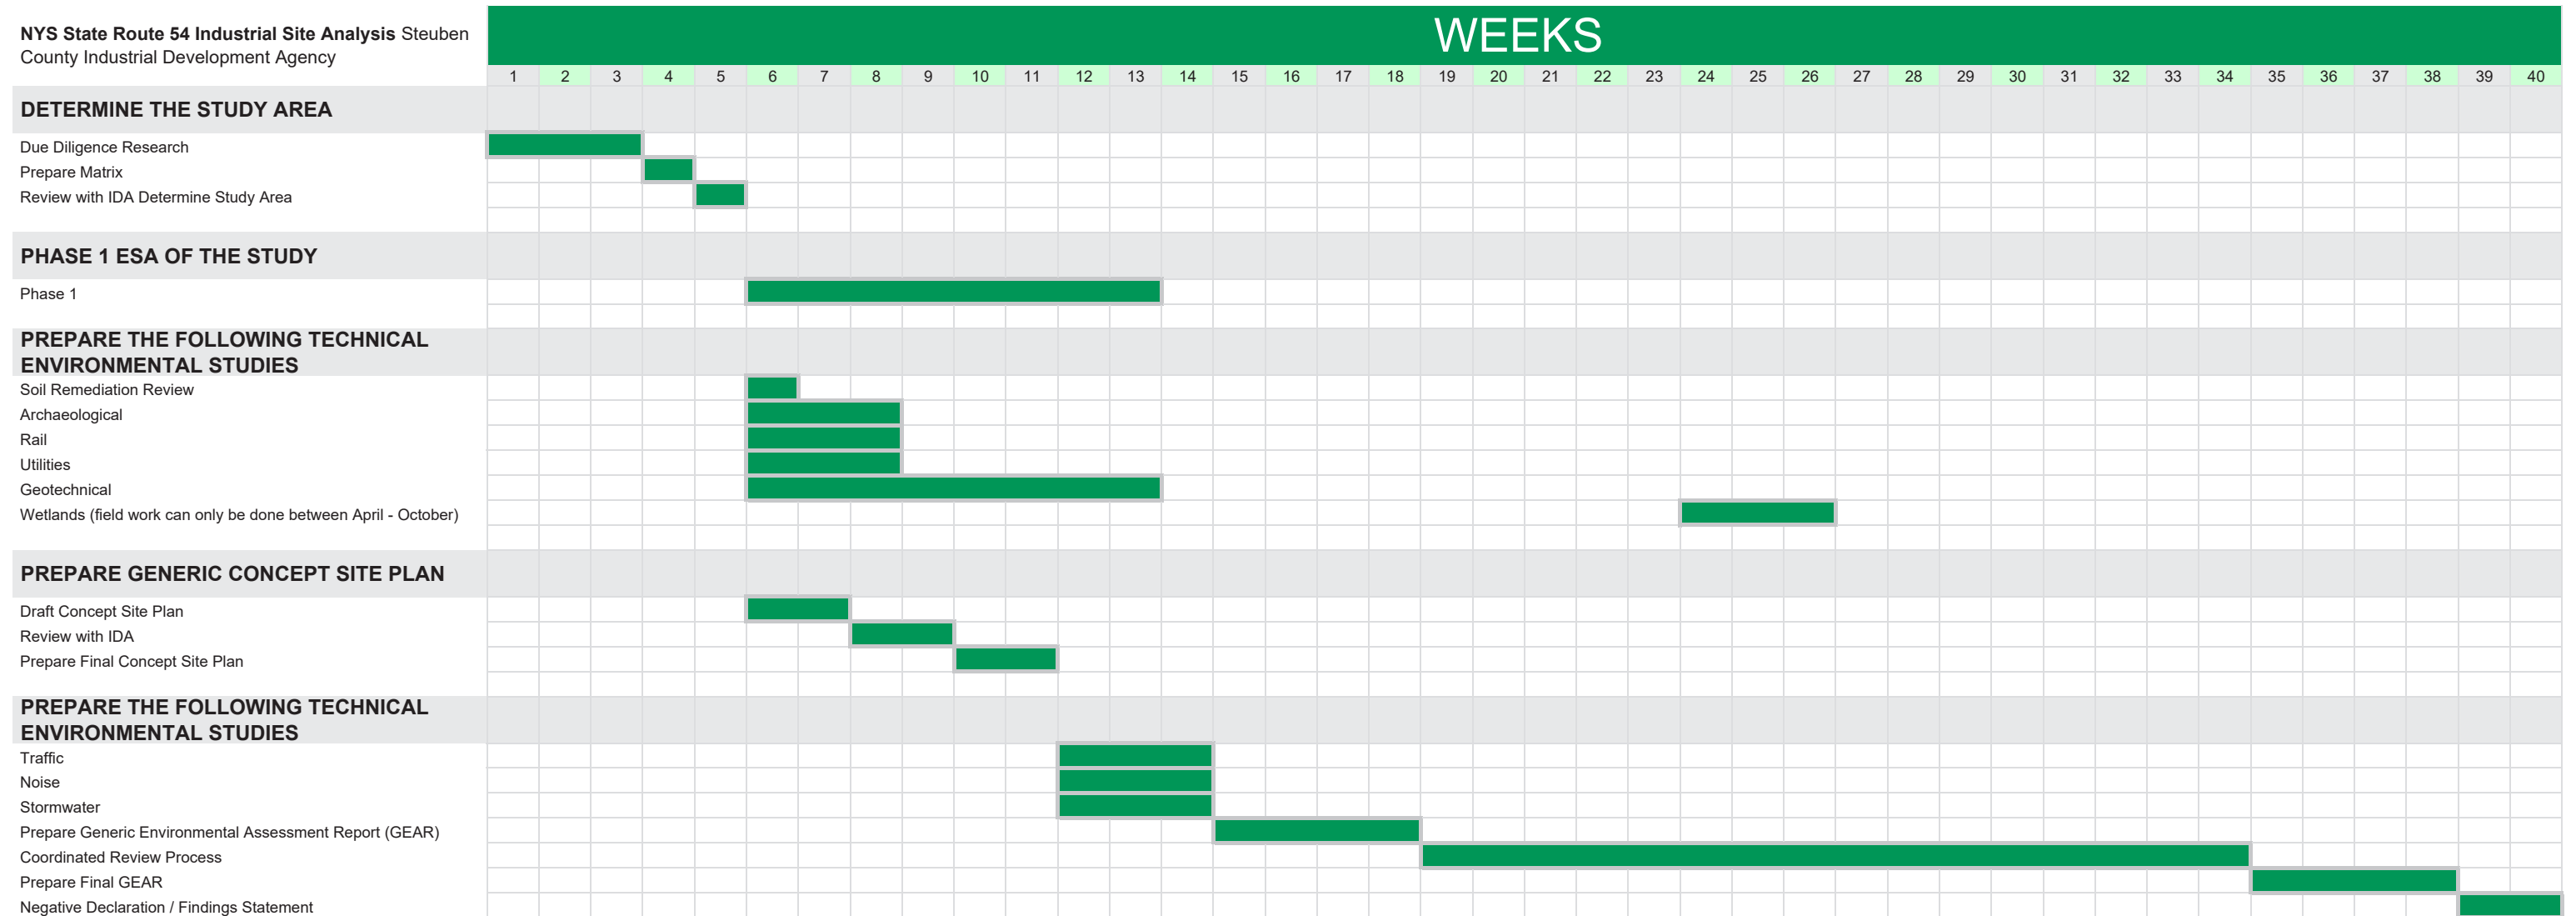 NYS State Route 54 Industrial Site Analysis Steuben
County Industrial Development Agency
WEEKS
1 2 3 4 5 6 7 8 9 10 11 12 13 14 15 16 17 18 19 20 21 22 23 24 25 26 27 28 29 30 31 32 33 34 35 36 37 38 39 40
DETERMINE THE STUDY AREA
Due Diligence Research
Prepare Matrix
Review with IDA Determine Study Area
PHASE 1 ESA OF THE STUDY
Phase 1
PREPARE THE FOLLOWING TECHNICAL
ENVIRONMENTAL STUDIES
Soil Remediation Review
Archaeological
Rail
Utilities
Geotechnical
Wetlands (field work can only be done between April - October)
PREPARE GENERIC CONCEPT SITE PLAN
Draft Concept Site Plan
Review with IDA
Prepare Final Concept Site Plan
PREPARE THE FOLLOWING TECHNICAL
ENVIRONMENTAL STUDIES
Traffic
Noise
Stormwater
Prepare Generic Environmental Assessment Report (GEAR)
Coordinated Review Process
Prepare Final GEAR
Negative Declaration / Findings Statement